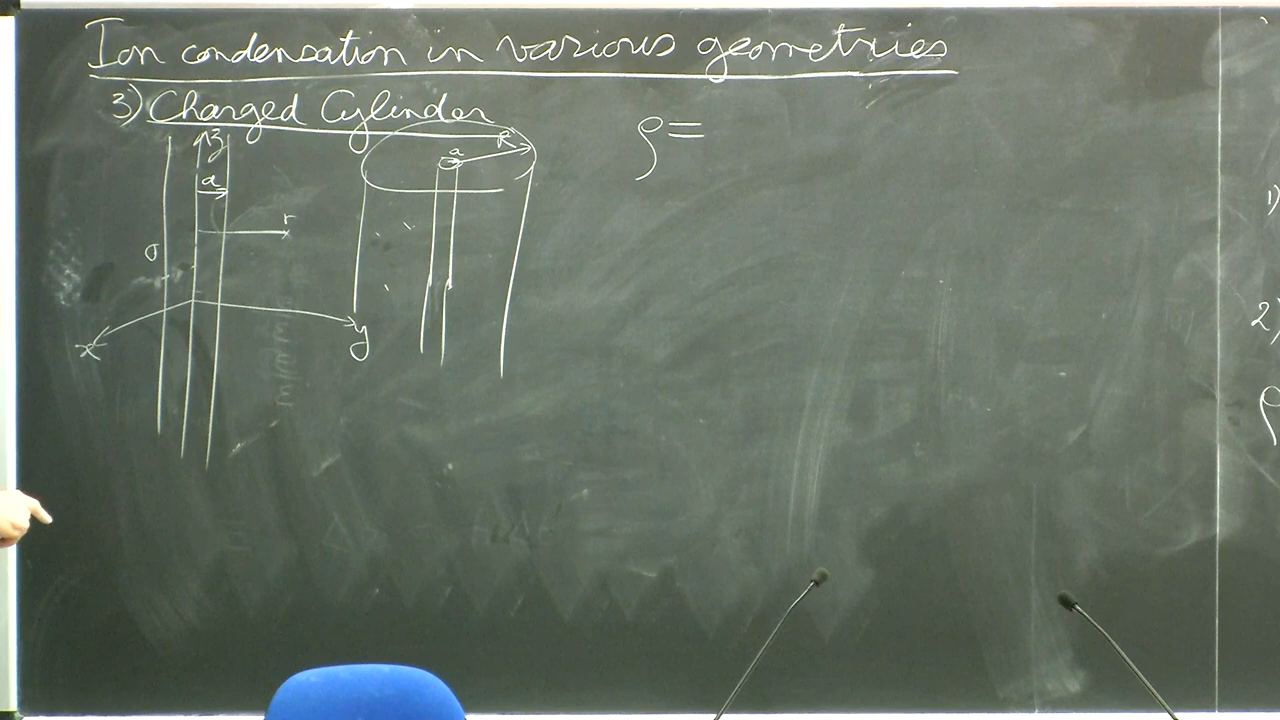 Ion condensation in various geometries
3) Charged Cylinder
z
a
r
σ
x
y
a
R
ρ =
1)
2)
ρ